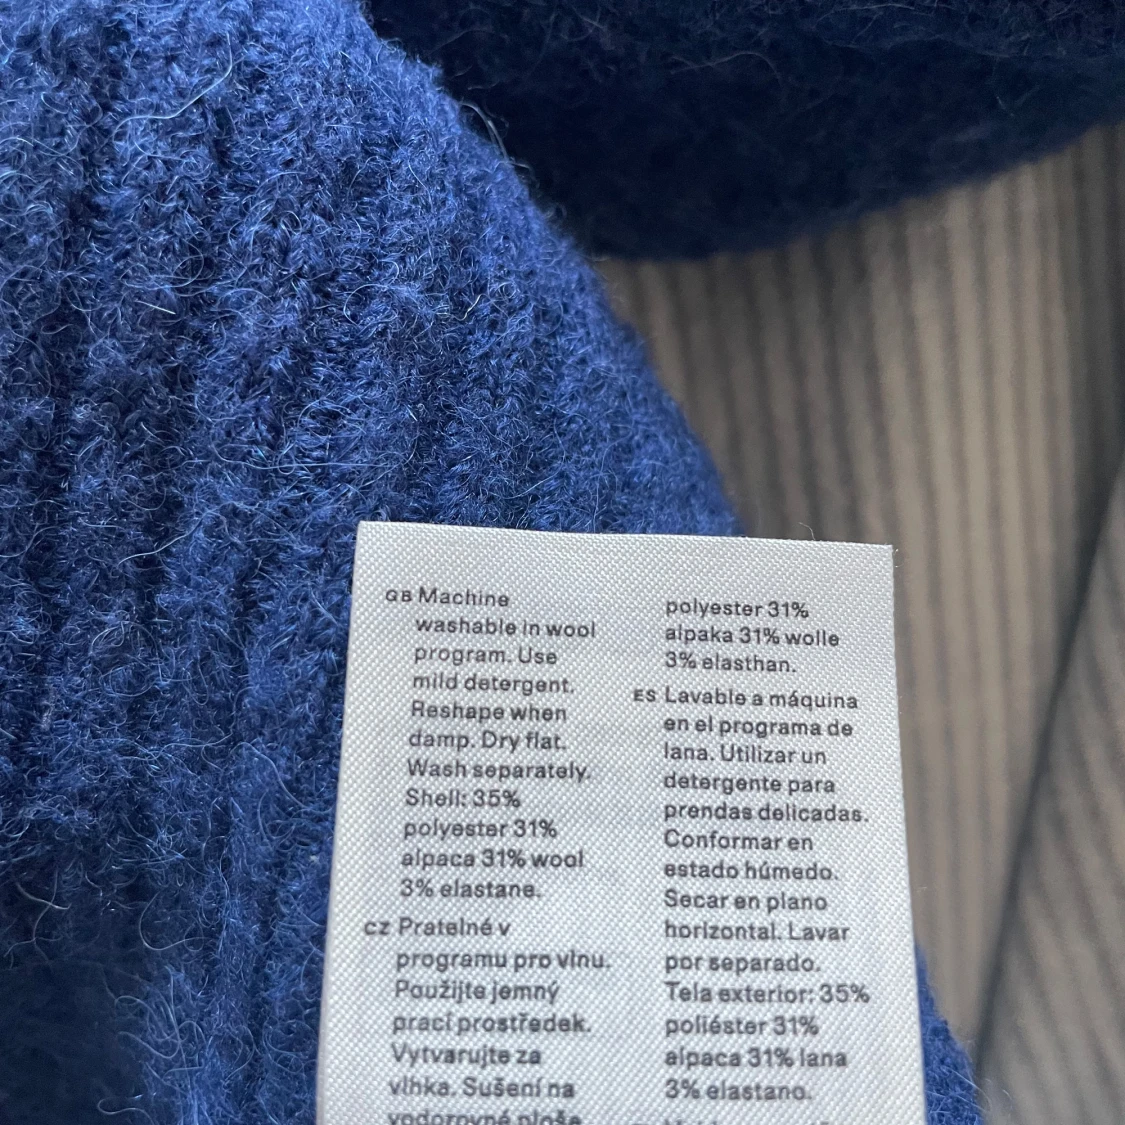 GB Machine
washable in wool
program. Use
mild detergent.
Reshape when
damp. Dry flat.
Wash separately.
Shell: 35%
polyester 31%
alpaca 31% wool
3% elastane.
CZ Pratelné v
programu pro vlnu.
Použijte jemný
prací prostředek.
Vytvarujte za
vlhka. Sušení na
vodorovné ploše
polyester 31%
alpaka 31% wolle
3% elasthan.
ES Lavable a máquina
en el programa de
lana. Utilizar un
detergente para
prendas delicadas.
Conformar en
estado húmedo.
Secar en plano
horizontal. Lavar
por separado.
Tela exterior: 35%
poliéster 31%
alpaca 31% lana
3% elastano.